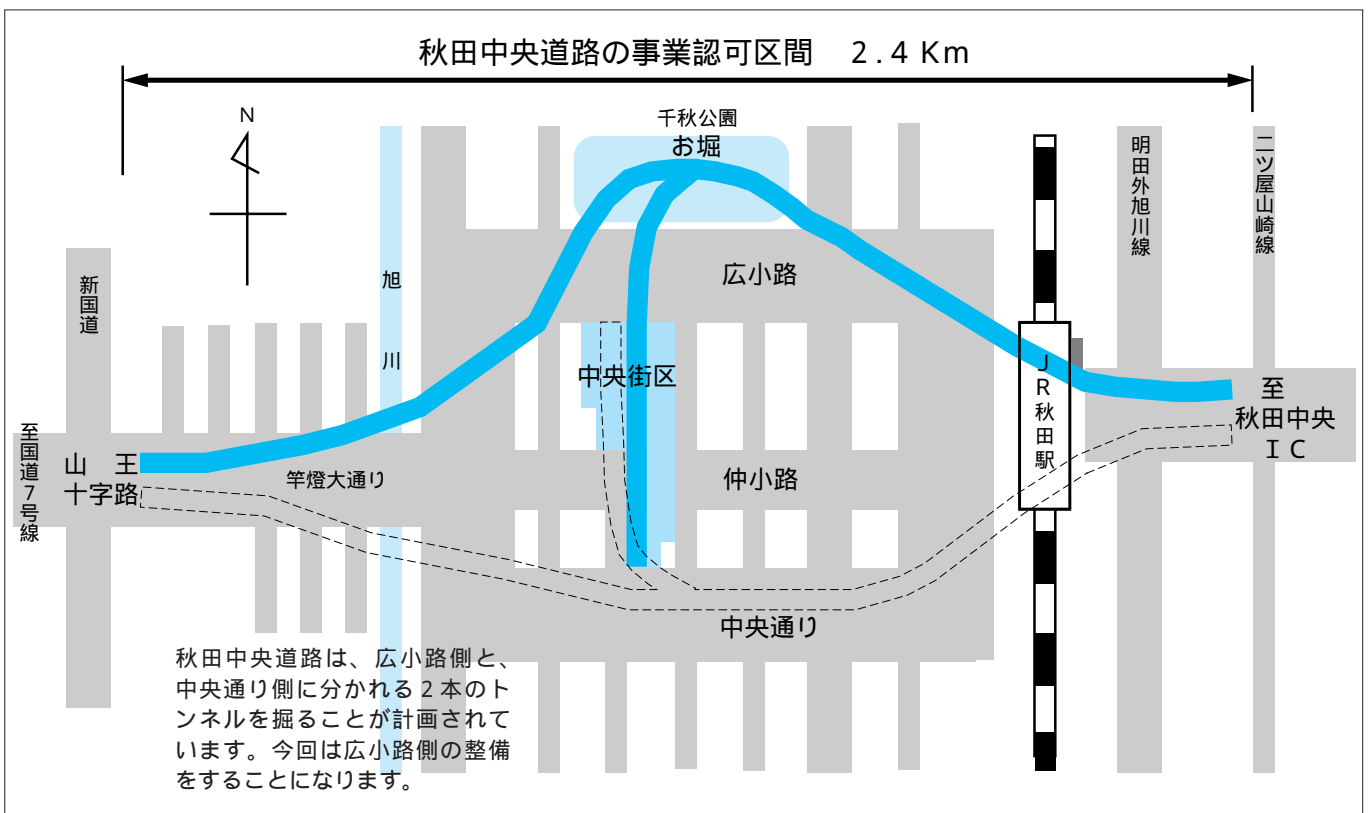 秋田中央道路の事業認可区間　2.4 Km
N
千秋公園
お堀
明田外旭川線
二ツ屋山崎線
新国道
旭川
広小路
中央街区
JR秋田駅
至
秋田中央
IC
至国道7号線
山王
十字路
竿燈大通り
仲小路
中央通り
秋田中央道路は、広小路側と、
中央通り側に分かれる2本のト
ンネルを掘ることが計画されて
います。今回は広小路側の整備
をすることになります。